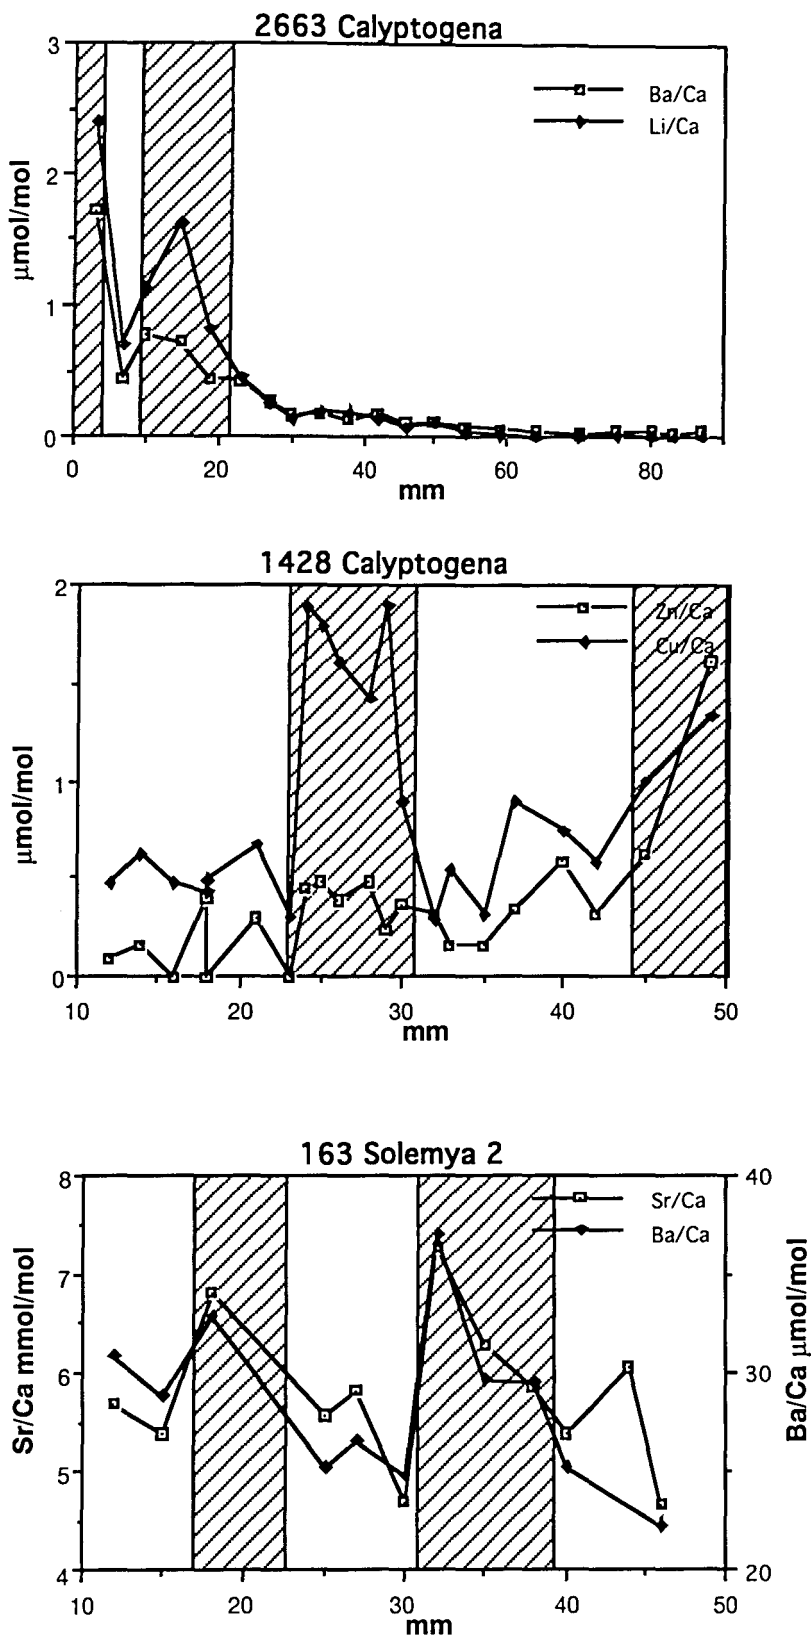 2663 Calyptogena
3
2
1
0
μmol/mol
Ba/Ca
Li/Ca
0 20 40 60 80
mm
1428 Calyptogena
2
1
0
μmol/mol
Zn/Ca
Cu/Ca
10 20 30 40 50
mm
163 Solemya 2
8
7
6
5
4
Sr/Ca mmol/mol
Sr/Ca
Ba/Ca
40
30
20
Ba/Ca μmol/mol
10 20 30 40 50
mm